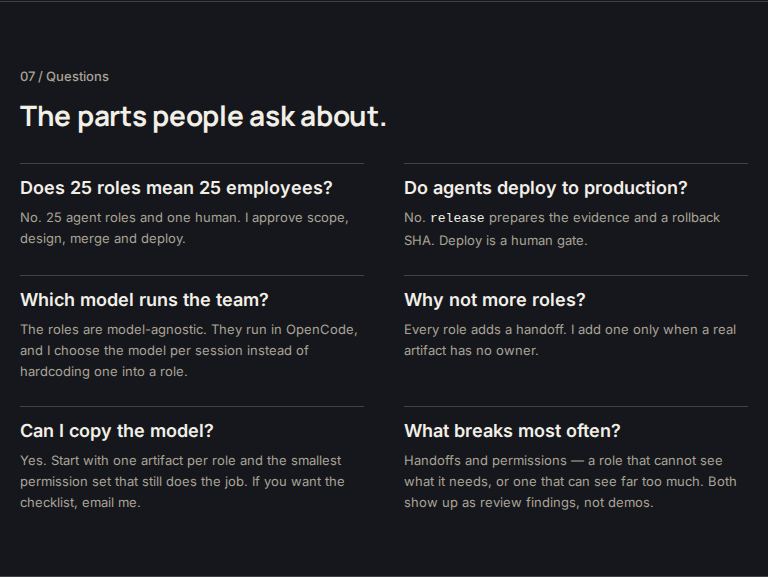 07 / Questions
The parts people ask about.
Does 25 roles mean 25 employees?
No. 25 agent roles and one human. I approve scope,
design, merge and deploy.
Do agents deploy to production?
No. release prepares the evidence and a rollback
SHA. Deploy is a human gate.
Which model runs the team?
The roles are model-agnostic. They run in OpenCode,
and I choose the model per session instead of
hardcoding one into a role.
Why not more roles?
Every role adds a handoff. I add one only when a real
artifact has no owner.
Can I copy the model?
Yes. Start with one artifact per role and the smallest
permission set that still does the job. If you want the
checklist, email me.
What breaks most often?
Handoffs and permissions — a role that cannot see
what it needs, or one that can see far too much. Both
show up as review findings, not demos.